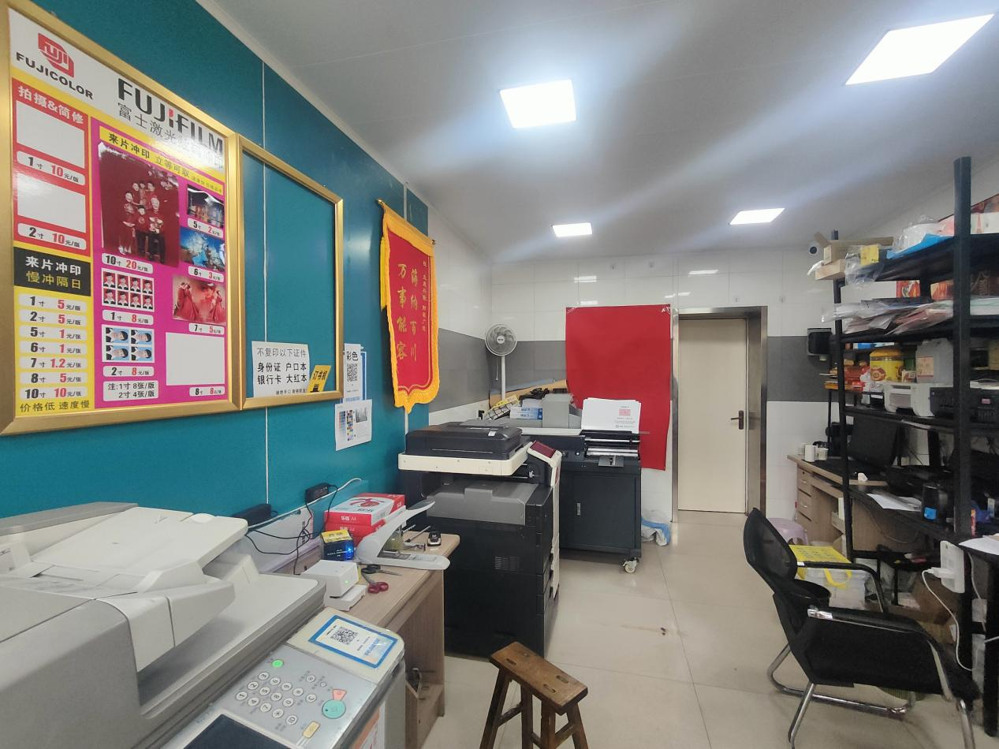 FUJI
FUJICOLOR
FUJIFILM
富士激光
拍摄&简修
1寸 10元/版
2寸 10元/版
来片冲印
慢冲隔日
1寸 5元/版
2寸 5元/版
5寸 1元/张
6寸 1元/张
7寸 1.2元/张
8寸 5元/张
10寸 10元/张
价格低 速度慢
来片冲印 立等可取
10寸 20元/张
5寸 2元/张
6寸 3元/张
1寸 8元/版
7寸 5元/张
2寸 8元/版
注:1寸 8张/版
2寸 4张/版
8寸 8元/张
不复印以下证件
身份证 户口本
银行卡 大红本
订书机
彩色
海纳百川
万事能容
A4